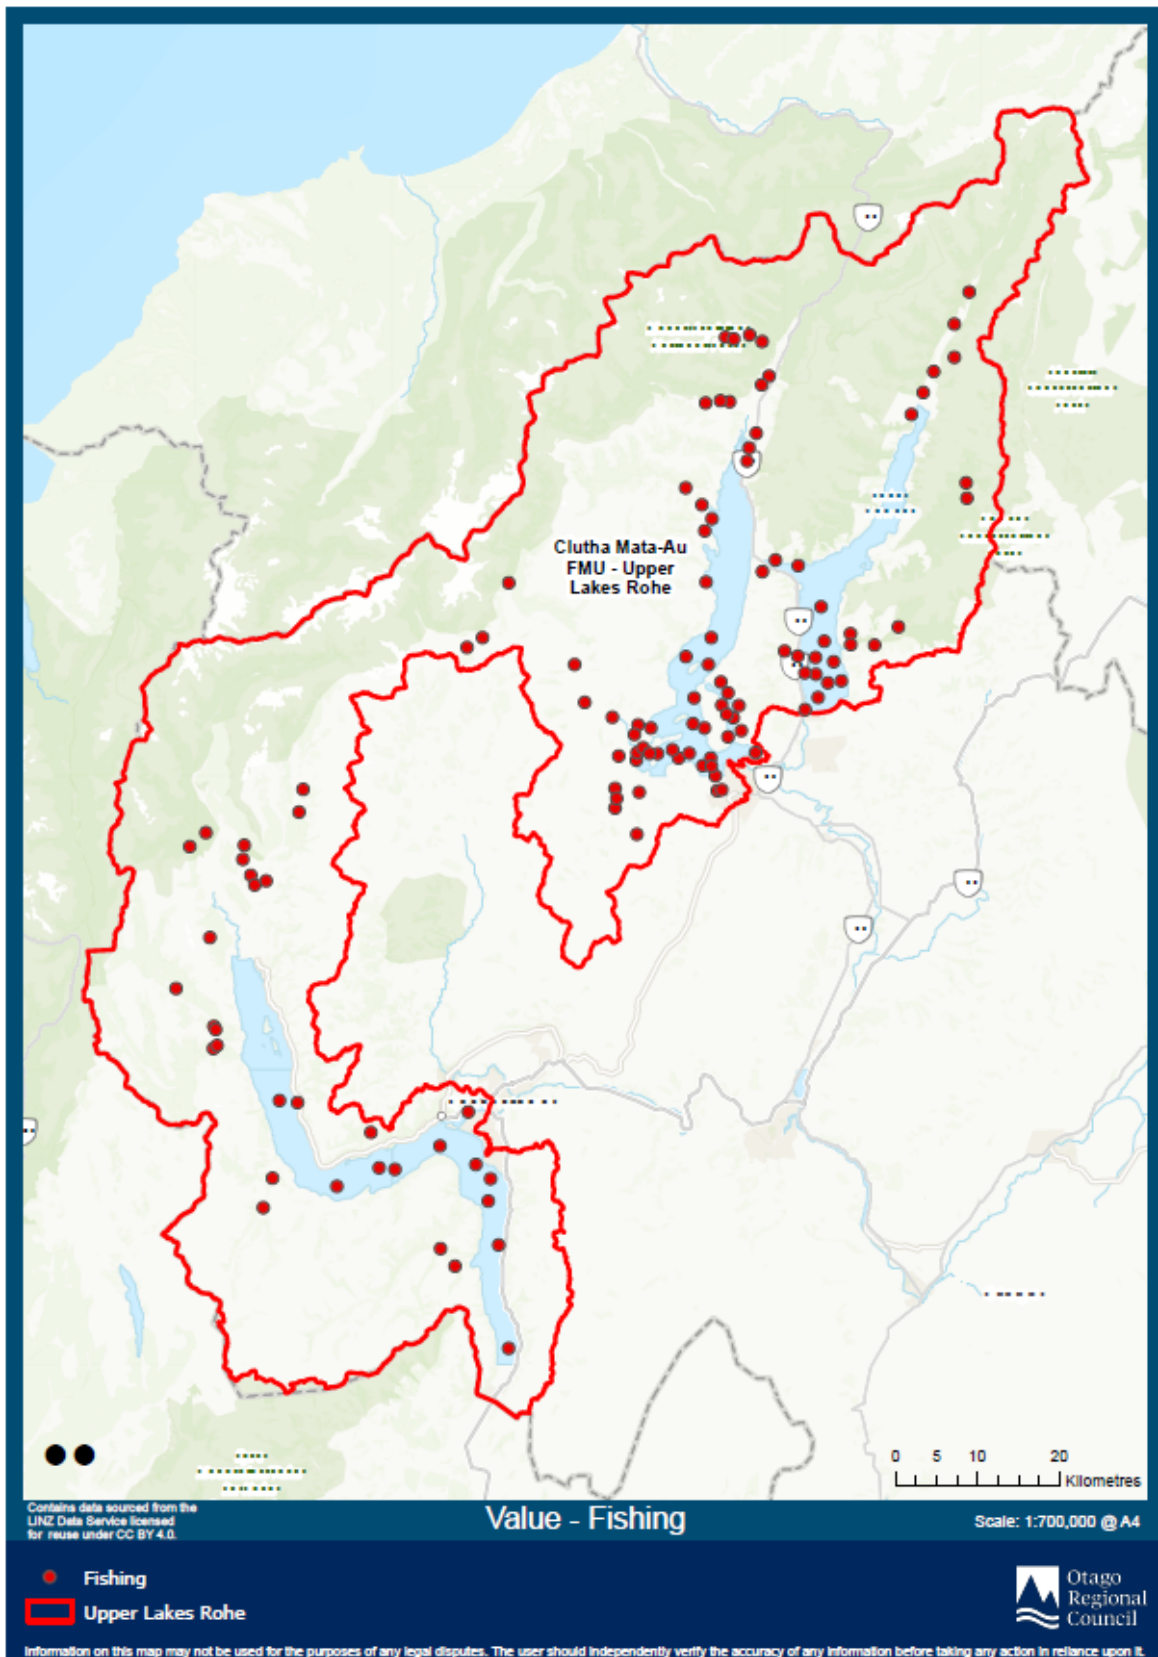 Clutha Mata-Au
FMU - Upper
Lakes Rohe
0 5 10 20
Kilometres
Contains data sourced from the
LINZ Data Service licensed
for reuse under CC BY 4.0.
Value - Fishing
Scale: 1:700,000 @ A4
Fishing
Upper Lakes Rohe
Otago
Regional
Council
Information on this map may not be used for the purposes of any legal disputes. The user should independently verify the accuracy of any information before taking any action in reliance upon it.